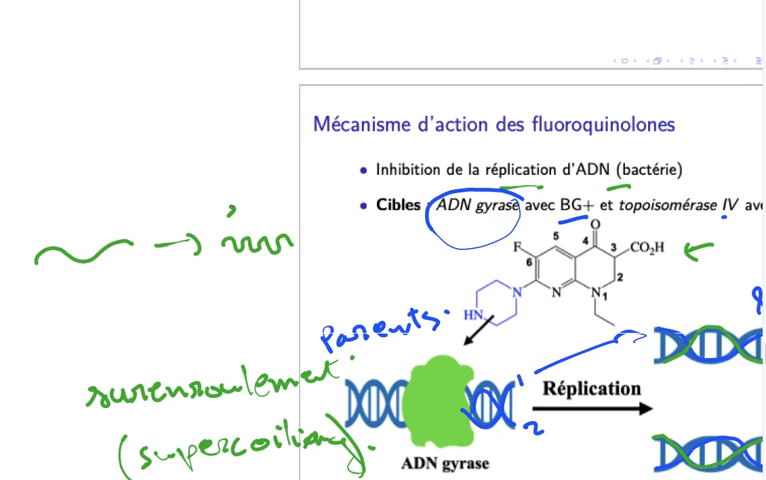 Mécanisme d'action des fluoroquinolones
• Inhibition de la réplication d'ADN (bactérie)
• Cibles : ADN gyrase avec BG+ et topoisomérase IV ave
O
5
4
3
CO₂H
F
6
2
N
N
N
1
HN
Parents.
surenroulement.
(supercoiling).
1
2
Réplication
ADN gyrase